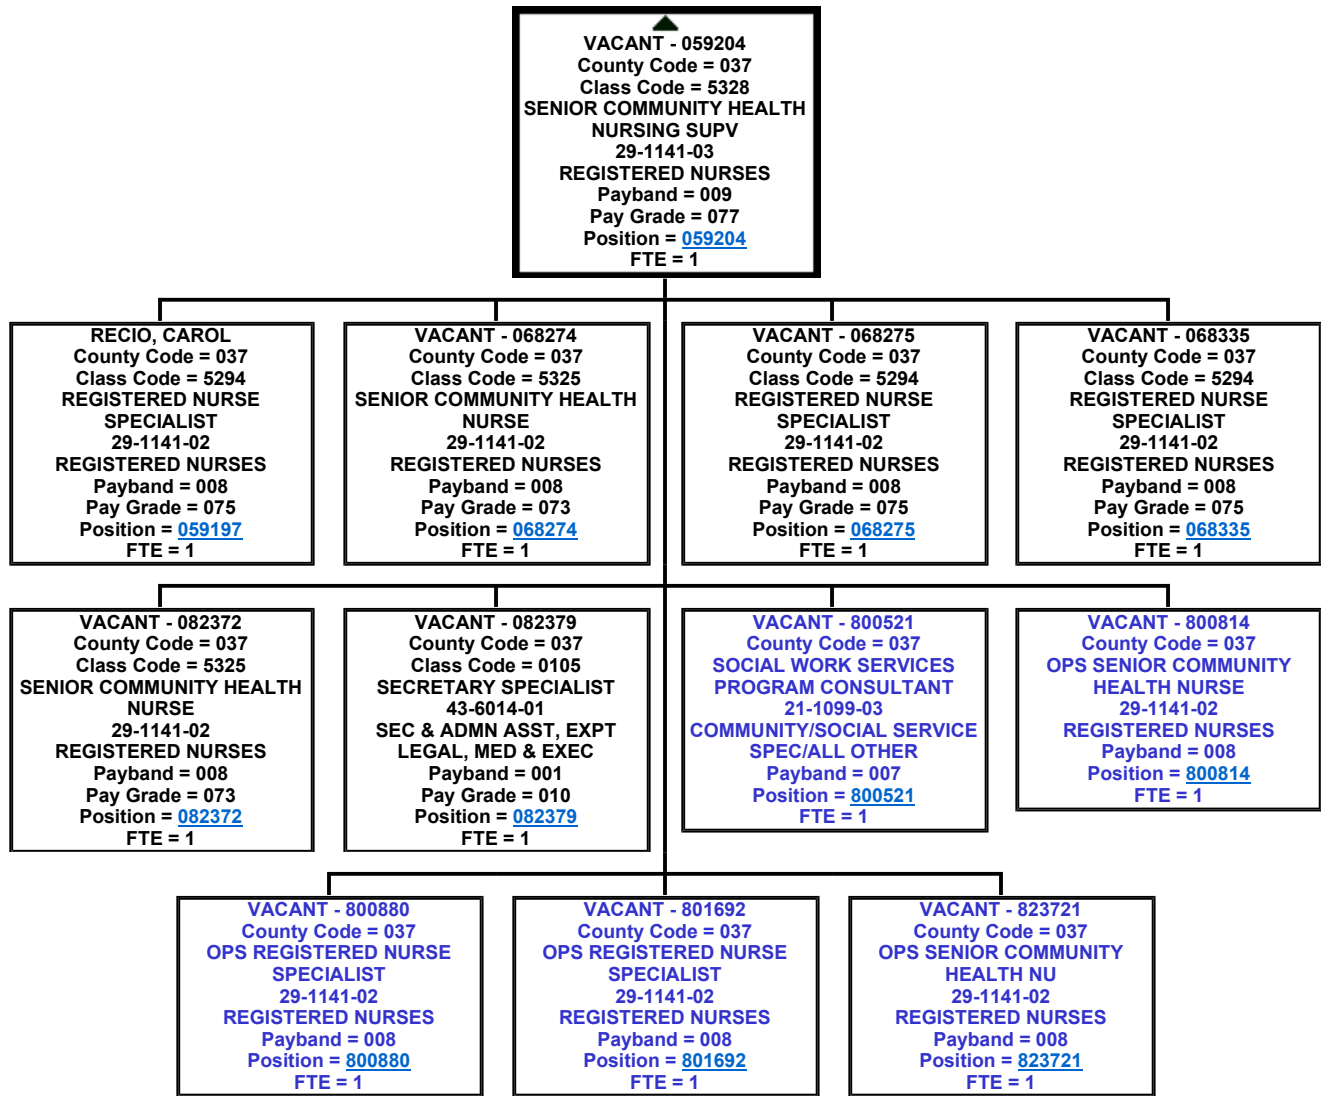 VACANT - 059204
County Code = 037
Class Code = 5328
SENIOR COMMUNITY HEALTH
NURSING SUPV
29-1141-03
REGISTERED NURSES
Payband = 009
Pay Grade = 077
Position = 059204
FTE = 1
RECIO, CAROL
County Code = 037
Class Code = 5294
REGISTERED NURSE
SPECIALIST
29-1141-02
REGISTERED NURSES
Payband = 008
Pay Grade = 075
Position = 059197
FTE = 1
VACANT - 068274
County Code = 037
Class Code = 5325
SENIOR COMMUNITY HEALTH
NURSE
29-1141-02
REGISTERED NURSES
Payband = 008
Pay Grade = 073
Position = 068274
FTE = 1
VACANT - 068275
County Code = 037
Class Code = 5294
REGISTERED NURSE
SPECIALIST
29-1141-02
REGISTERED NURSES
Payband = 008
Pay Grade = 075
Position = 068275
FTE = 1
VACANT - 068335
County Code = 037
Class Code = 5294
REGISTERED NURSE
SPECIALIST
29-1141-02
REGISTERED NURSES
Payband = 008
Pay Grade = 075
Position = 068335
FTE = 1
VACANT - 082372
County Code = 037
Class Code = 5325
SENIOR COMMUNITY HEALTH
NURSE
29-1141-02
REGISTERED NURSES
Payband = 008
Pay Grade = 073
Position = 082372
FTE = 1
VACANT - 082379
County Code = 037
Class Code = 0105
SECRETARY SPECIALIST
43-6014-01
SEC & ADMN ASST, EXPT
LEGAL, MED & EXEC
Payband = 001
Pay Grade = 010
Position = 082379
FTE = 1
VACANT - 800521
County Code = 037
SOCIAL WORK SERVICES
PROGRAM CONSULTANT
21-1099-03
COMMUNITY/SOCIAL SERVICE
SPEC/ALL OTHER
Payband = 007
Position = 800521
FTE = 1
VACANT - 800814
County Code = 037
OPS SENIOR COMMUNITY
HEALTH NURSE
29-1141-02
REGISTERED NURSES
Payband = 008
Position = 800814
FTE = 1
VACANT - 800880
County Code = 037
OPS REGISTERED NURSE
SPECIALIST
29-1141-02
REGISTERED NURSES
Payband = 008
Position = 800880
FTE = 1
VACANT - 801692
County Code = 037
OPS REGISTERED NURSE
SPECIALIST
29-1141-02
REGISTERED NURSES
Payband = 008
Position = 801692
FTE = 1
VACANT - 823721
County Code = 037
OPS SENIOR COMMUNITY
HEALTH NU
29-1141-02
REGISTERED NURSES
Payband = 008
Position = 823721
FTE = 1